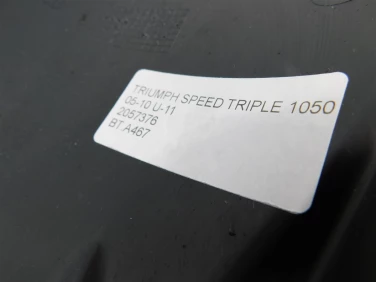 TRIUMPH SPEED TRIPLE 1050
05-10 U-11
2057376
BT.A467